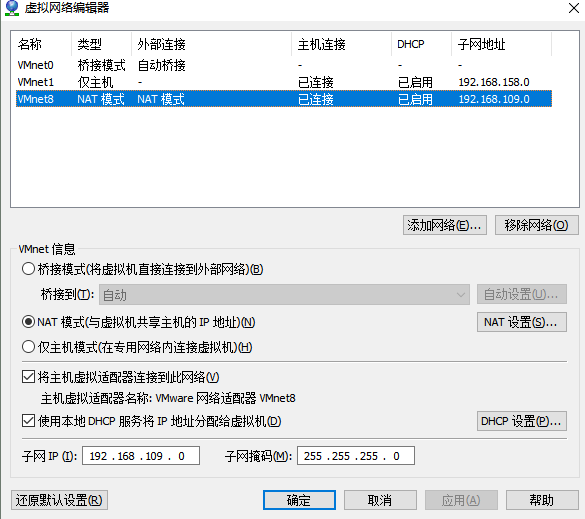 虚拟网络编辑器
名称 类型 外部连接 主机连接 DHCP 子网地址
VMnet0 桥接模式 自动桥接 - - -
VMnet1 仅主机 - 已连接 已启用 192.168.158.0
VMnet8 NAT 模式 NAT 模式 已连接 已启用 192.168.109.0
添加网络(E)... 移除网络(O)
VMnet 信息
桥接模式(将虚拟机直接连接到外部网络)(B)
桥接到(T): 自动 自动设置(U)...
NAT 模式(与虚拟机共享主机的 IP 地址)(N) NAT 设置(S)...
仅主机模式(在专用网络内连接虚拟机)(H)
将主机虚拟适配器连接到此网络(V)
主机虚拟适配器名称: VMware 网络适配器 VMnet8
使用本地 DHCP 服务将 IP 地址分配给虚拟机(D) DHCP 设置(P)...
子网 IP (I): 192 .168 .109 . 0 子网掩码(M): 255 .255 .255 . 0
还原默认设置(R) 确定 取消 应用(A) 帮助